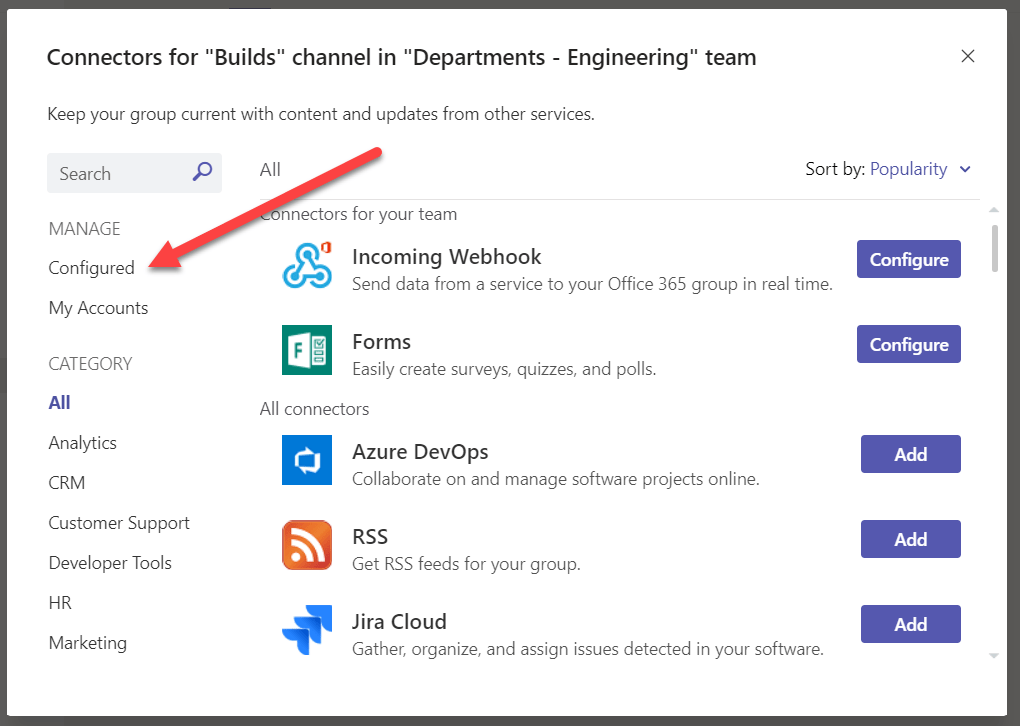 Connectors for "Builds" channel in "Departments - Engineering" team
Keep your group current with content and updates from other services.
Search
All
Sort by: Popularity
MANAGE
Configured
My Accounts
CATEGORY
All
Analytics
CRM
Customer Support
Developer Tools
HR
Marketing
Connectors for your team
Incoming Webhook
Send data from a service to your Office 365 group in real time.
Configure
Forms
Easily create surveys, quizzes, and polls.
Configure
All connectors
Azure DevOps
Collaborate on and manage software projects online.
Add
RSS
Get RSS feeds for your group.
Add
Jira Cloud
Gather, organize, and assign issues detected in your software.
Add